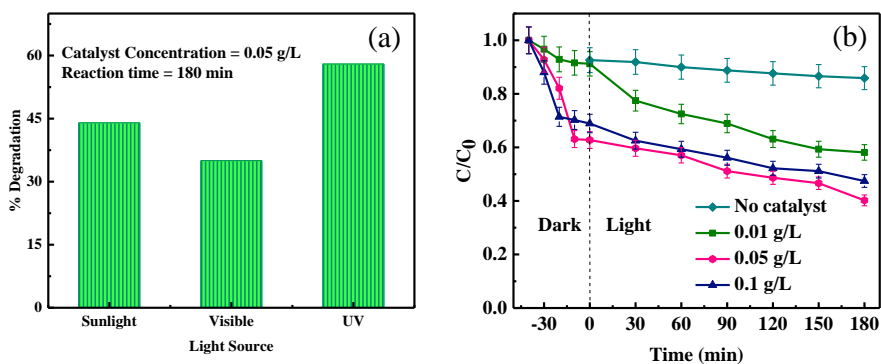 (a)
Catalyst Concentration = 0.05 g/L
Reaction time = 180 min
60
45
30
15
0
% Degradation
Sunlight Visible UV
Light Source
(b)
1.0
0.8
0.6
0.4
0.2
0.0
C/C0
Dark Light
No catalyst
0.01 g/L
0.05 g/L
0.1 g/L
-30 0 30 60 90 120 150 180
Time (min)